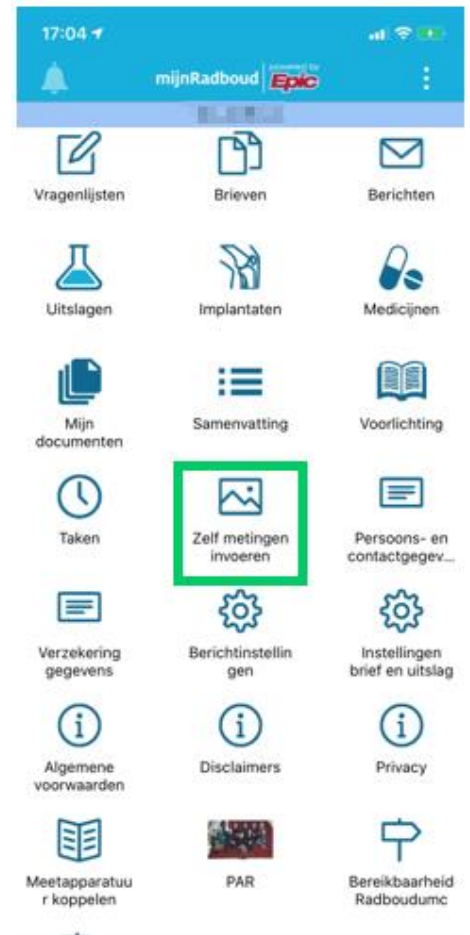 17:04
mijnRadboud powered by Epic
Vragenlijsten Brieven Berichten
Uitslagen Implantaten Medicijnen
Mijn Samenvatting Voorlichting
documenten
Taken Zelf metingen Persoons- en
invoeren contactgegev...
Verzekering Berichtinstellin Instellingen
gegevens gen brief en uitslag
Algemene Disclaimers Privacy
voorwaarden
Meetapparatuu PAR Bereikbaarheid
r koppelen Radboudumc